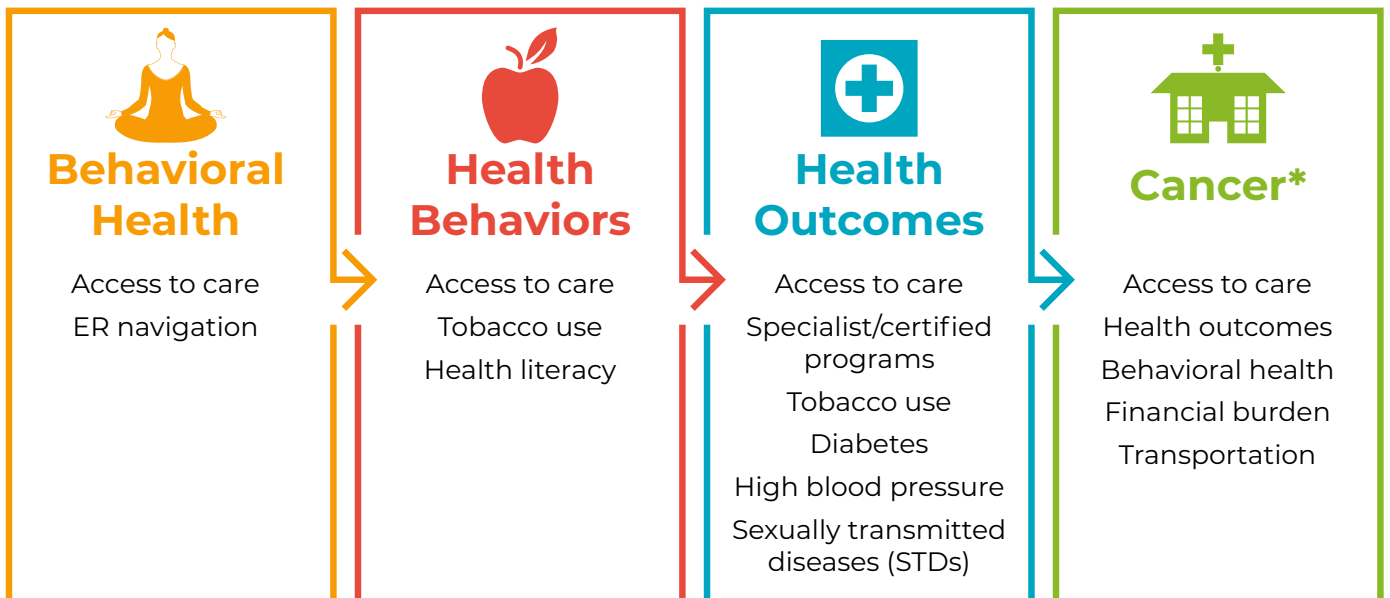 Behavioral
Health
Access to care
ER navigation
Health
Behaviors
Access to care
Tobacco use
Health literacy
Health
Outcomes
Access to care
Specialist/certified
programs
Tobacco use
Diabetes
High blood pressure
Sexually transmitted
diseases (STDs)
Cancer*
Access to care
Health outcomes
Behavioral health
Financial burden
Transportation